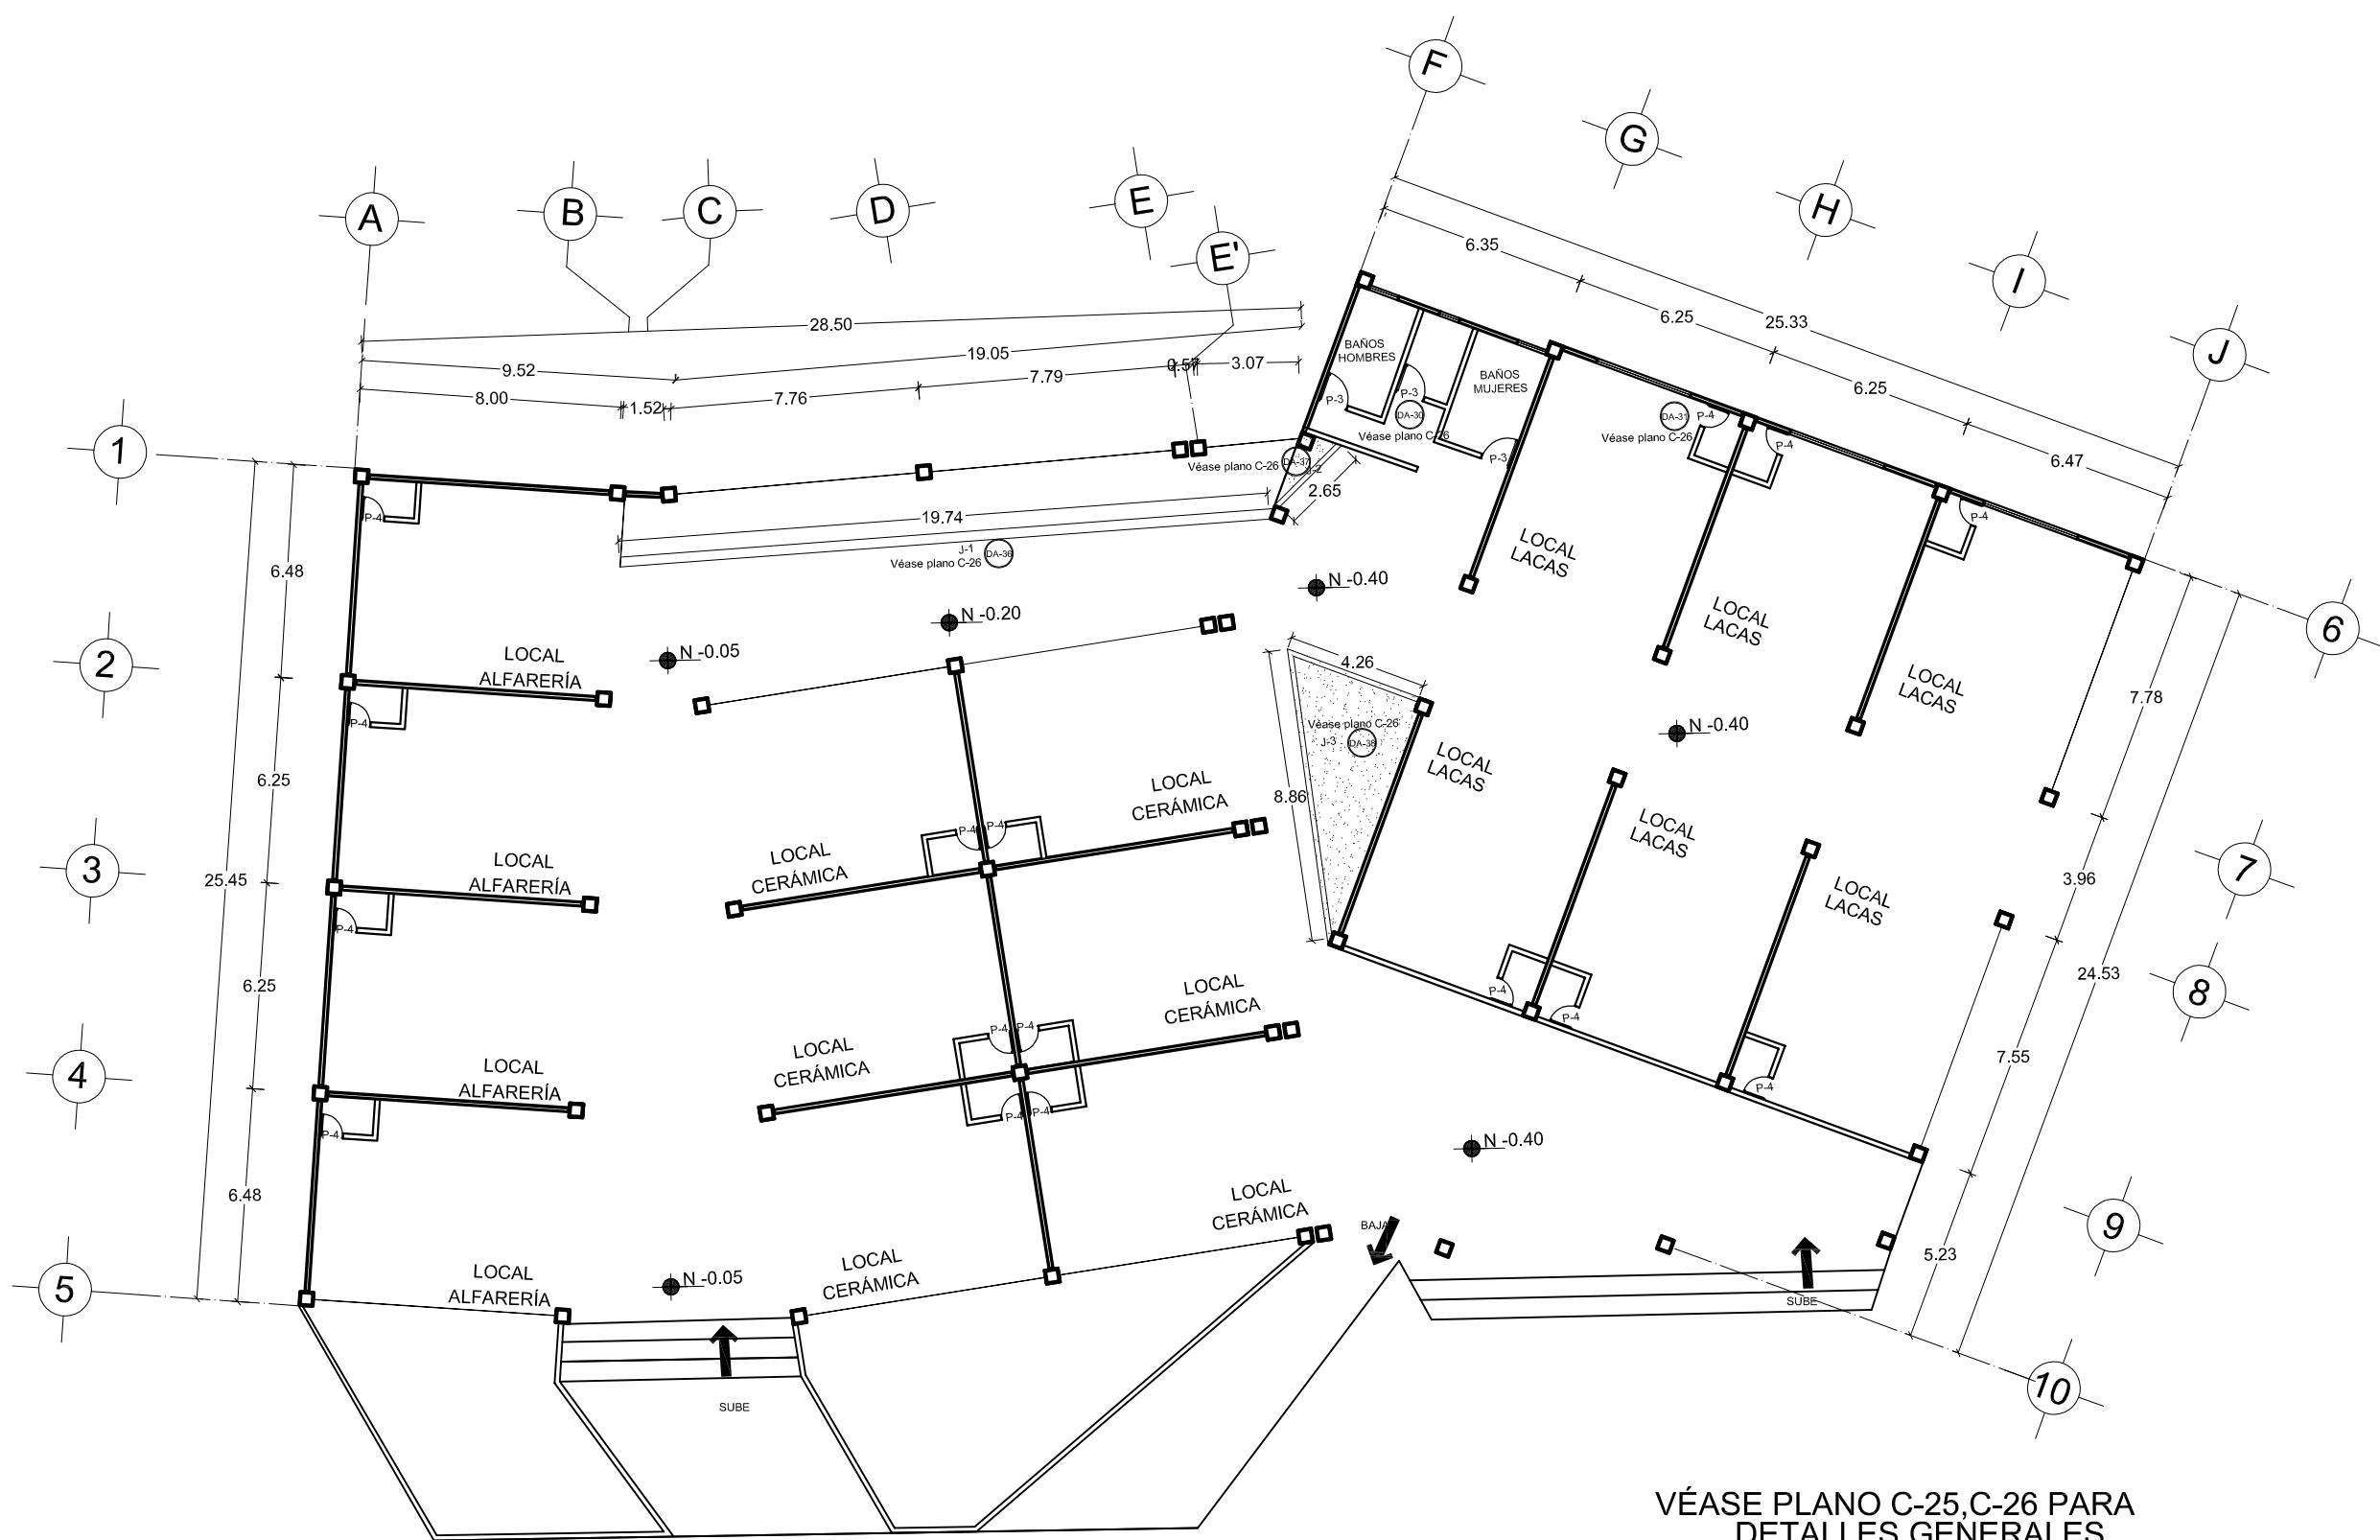 F
G
H
I
J
A
B
C
D
E
E'
6.35
6.25
25.33
6.25
6.47
28.50
19.05
9.52
0.57
3.07
7.79
8.00
1.52
7.76
BAÑOS
HOMBRES
BAÑOS
MUJERES
P-3
P-3
DA-30
Véase plano C-26
P-3
DA-31
P-4
Véase plano C-26
P-4
P-4
Véase plano C-26
DA-37
J-2
2.65
19.74
J-1
DA-36
Véase plano C-26
1
2
3
4
5
6
7
8
9
10
6.48
6.25
25.45
6.25
6.48
P-4
P-4
P-4
P-4
LOCAL
ALFARERÍA
LOCAL
ALFARERÍA
LOCAL
ALFARERÍA
LOCAL
ALFARERÍA
N -0.05
N -0.20
N -0.40
N -0.40
N -0.40
N -0.05
LOCAL
LACAS
LOCAL
LACAS
LOCAL
LACAS
LOCAL
LACAS
LOCAL
LACAS
LOCAL
LACAS
4.26
8.86
Véase plano C-26
J-3
DA-38
LOCAL
CERÁMICA
LOCAL
CERÁMICA
LOCAL
CERÁMICA
LOCAL
CERÁMICA
LOCAL
CERÁMICA
LOCAL
CERÁMICA
P-4
P-4
P-4
P-4
P-4
P-4
P-4
P-4
P-4
7.78
3.96
24.53
7.55
5.23
BAJA
SUBE
SUBE
VÉASE PLANO C-25,C-26 PARA
DETALLES GENERALES